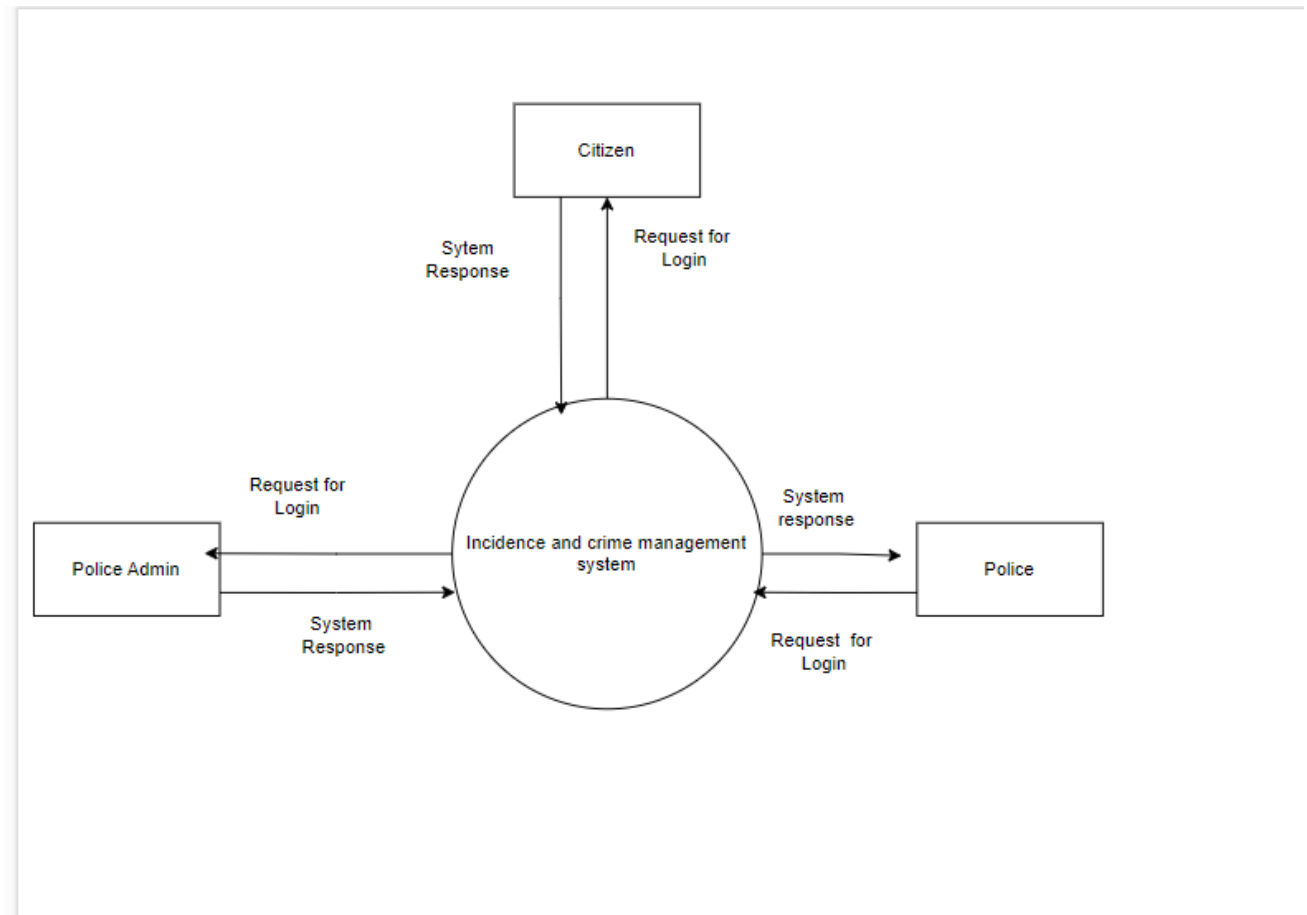 Citizen
Sytem
Response
Request for
Login
Request for
Login
Police Admin
System
Response
Incidence and crime management
system
System
response
Police
Request for
Login